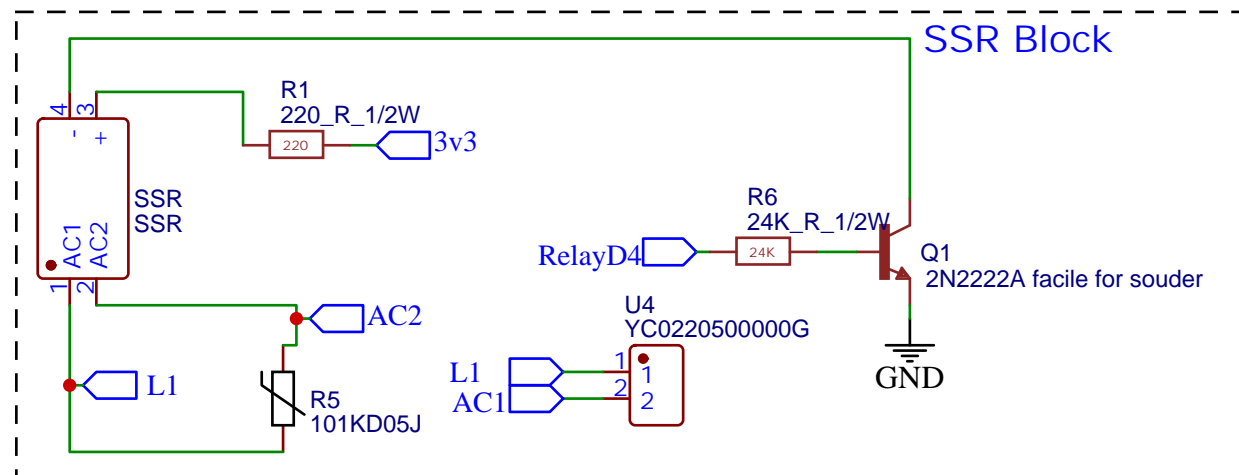 SSR Block
R1
220_R_1/2W
220
3v3
4
3
-
+
SSR
SSR
AC1
AC2
1
2
R6
24K_R_1/2W
24K
RelayD4
Q1
2N2222A facile for souder
AC2
U4
YC0220500000G
L1
R5
101KD05J
L1
AC1
1
2
1
2
GND